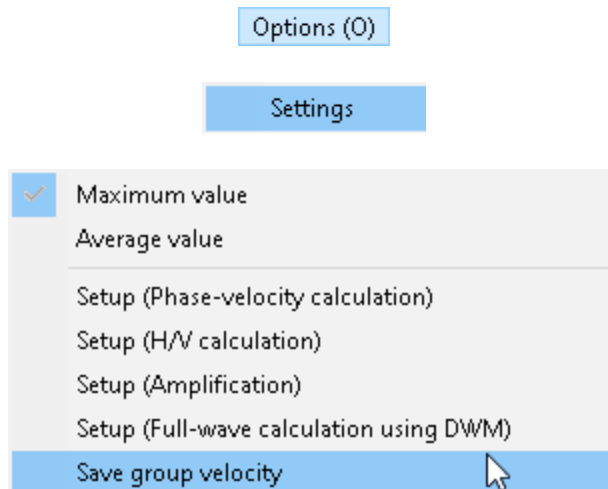 Options (O)
Settings
Maximum value
Average value
Setup (Phase-velocity calculation)
Setup (H/V calculation)
Setup (Amplification)
Setup (Full-wave calculation using DWM)
Save group velocity